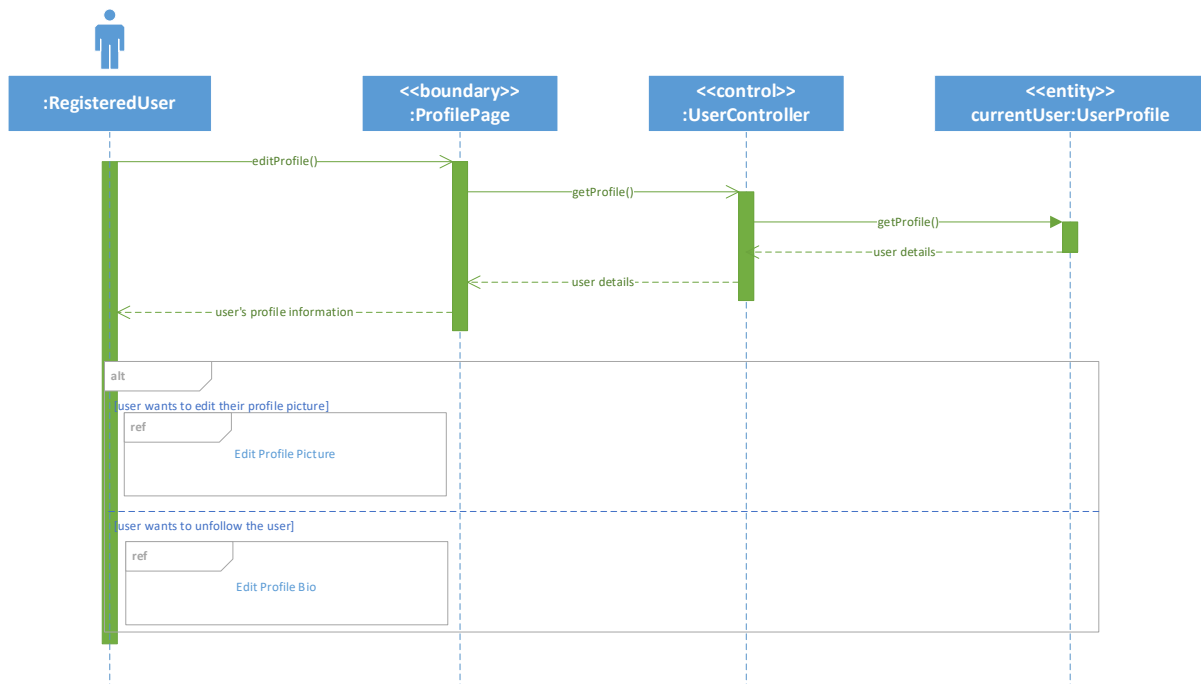 :RegisteredUser
<<boundary>>
:ProfilePage
<<control>>
:UserController
<<entity>>
currentUser:UserProfile
editProfile()
getProfile()
getProfile()
user details
user details
user's profile information
alt
[user wants to edit their profile picture]
ref
Edit Profile Picture
[user wants to unfollow the user]
ref
Edit Profile Bio